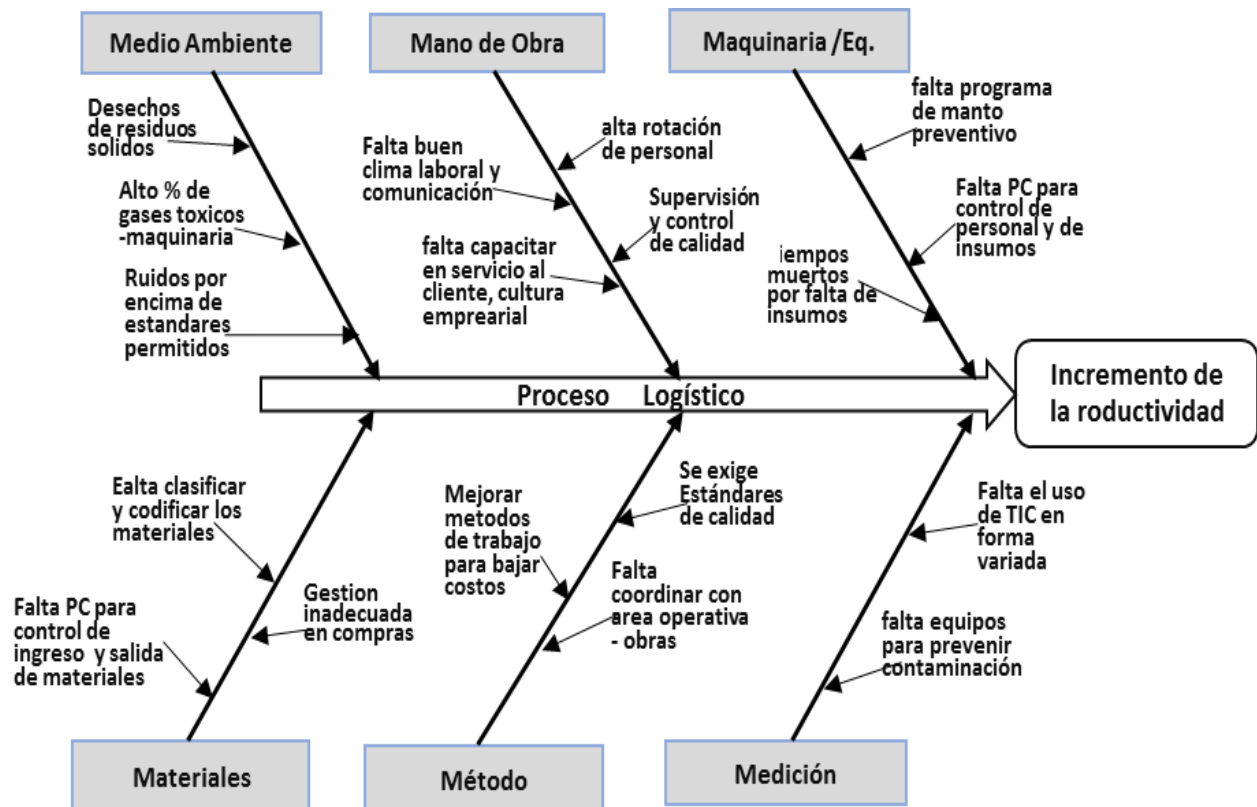 Medio Ambiente
Mano de Obra
Maquinaria /Eq.
Desechos
de residuos
solidos
Alto % de
gases toxicos
-maquinaria
Ruidos por
encima de
estandares
permitidos
Falta buen
clima laboral y
comunicación
alta rotación
de personal
Supervisión
y control
de calidad
falta capacitar
en servicio al
cliente, cultura
emprearial
falta programa
de manto
preventivo
Falta PC para
control de
personal y de
insumos
iempos
muertos
por falta de
insumos
Proceso Logístico
Incremento de
la roductividad
Ealta clasificar
y codificar los
materiales
Falta PC para
control de
ingreso y salida
de materiales
Gestion
inadecuada
en compras
Mejorar
metodos
de trabajo
para bajar
costos
Se exige
Estándares
de calidad
Falta
coordinar con
area operativa
- obras
Falta el uso
de TIC en
forma
variada
falta equipos
para prevenir
contaminación
Materiales
Método
Medición